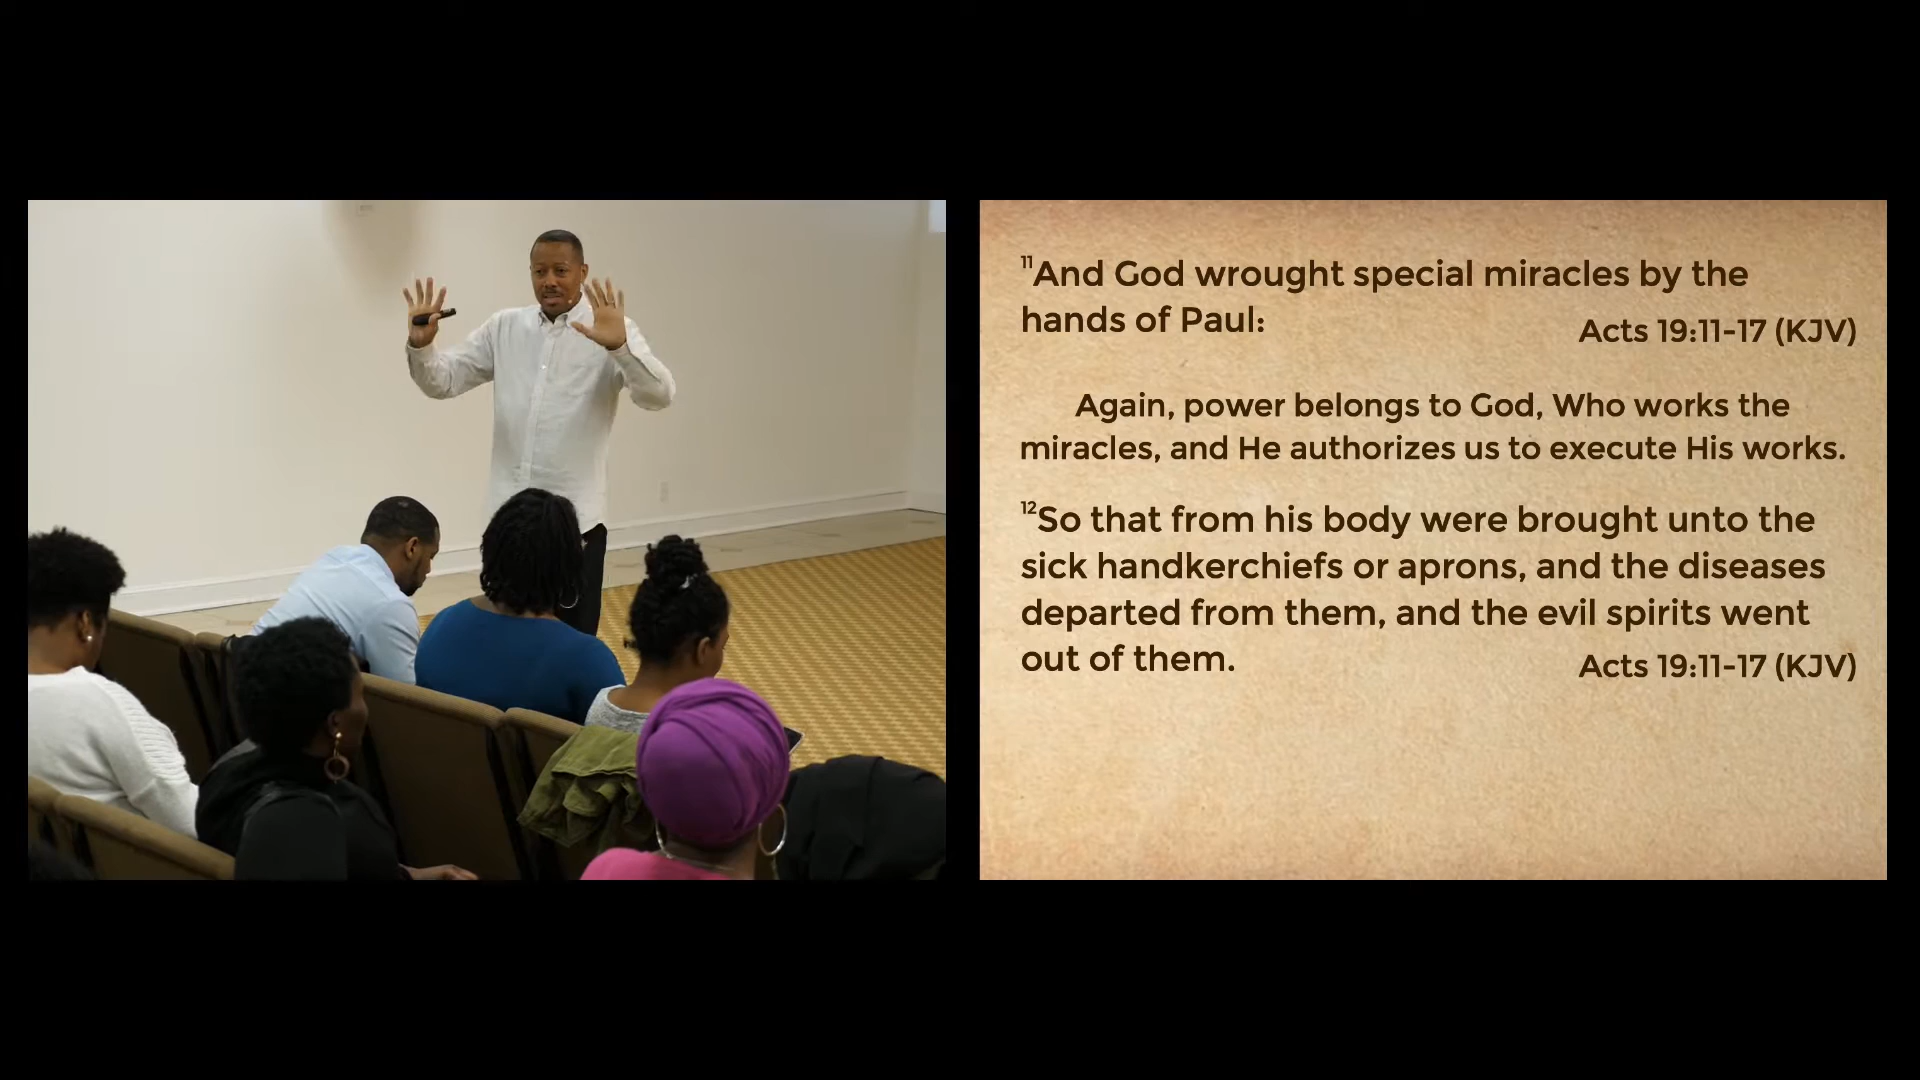 11And God wrought special miracles by the
hands of Paul:
Acts 19:11-17 (KJV)
Again, power belongs to God, Who works the
miracles, and He authorizes us to execute His works.
12So that from his body were brought unto the
sick handkerchiefs or aprons, and the diseases
departed from them, and the evil spirits went
out of them.
Acts 19:11-17 (KJV)